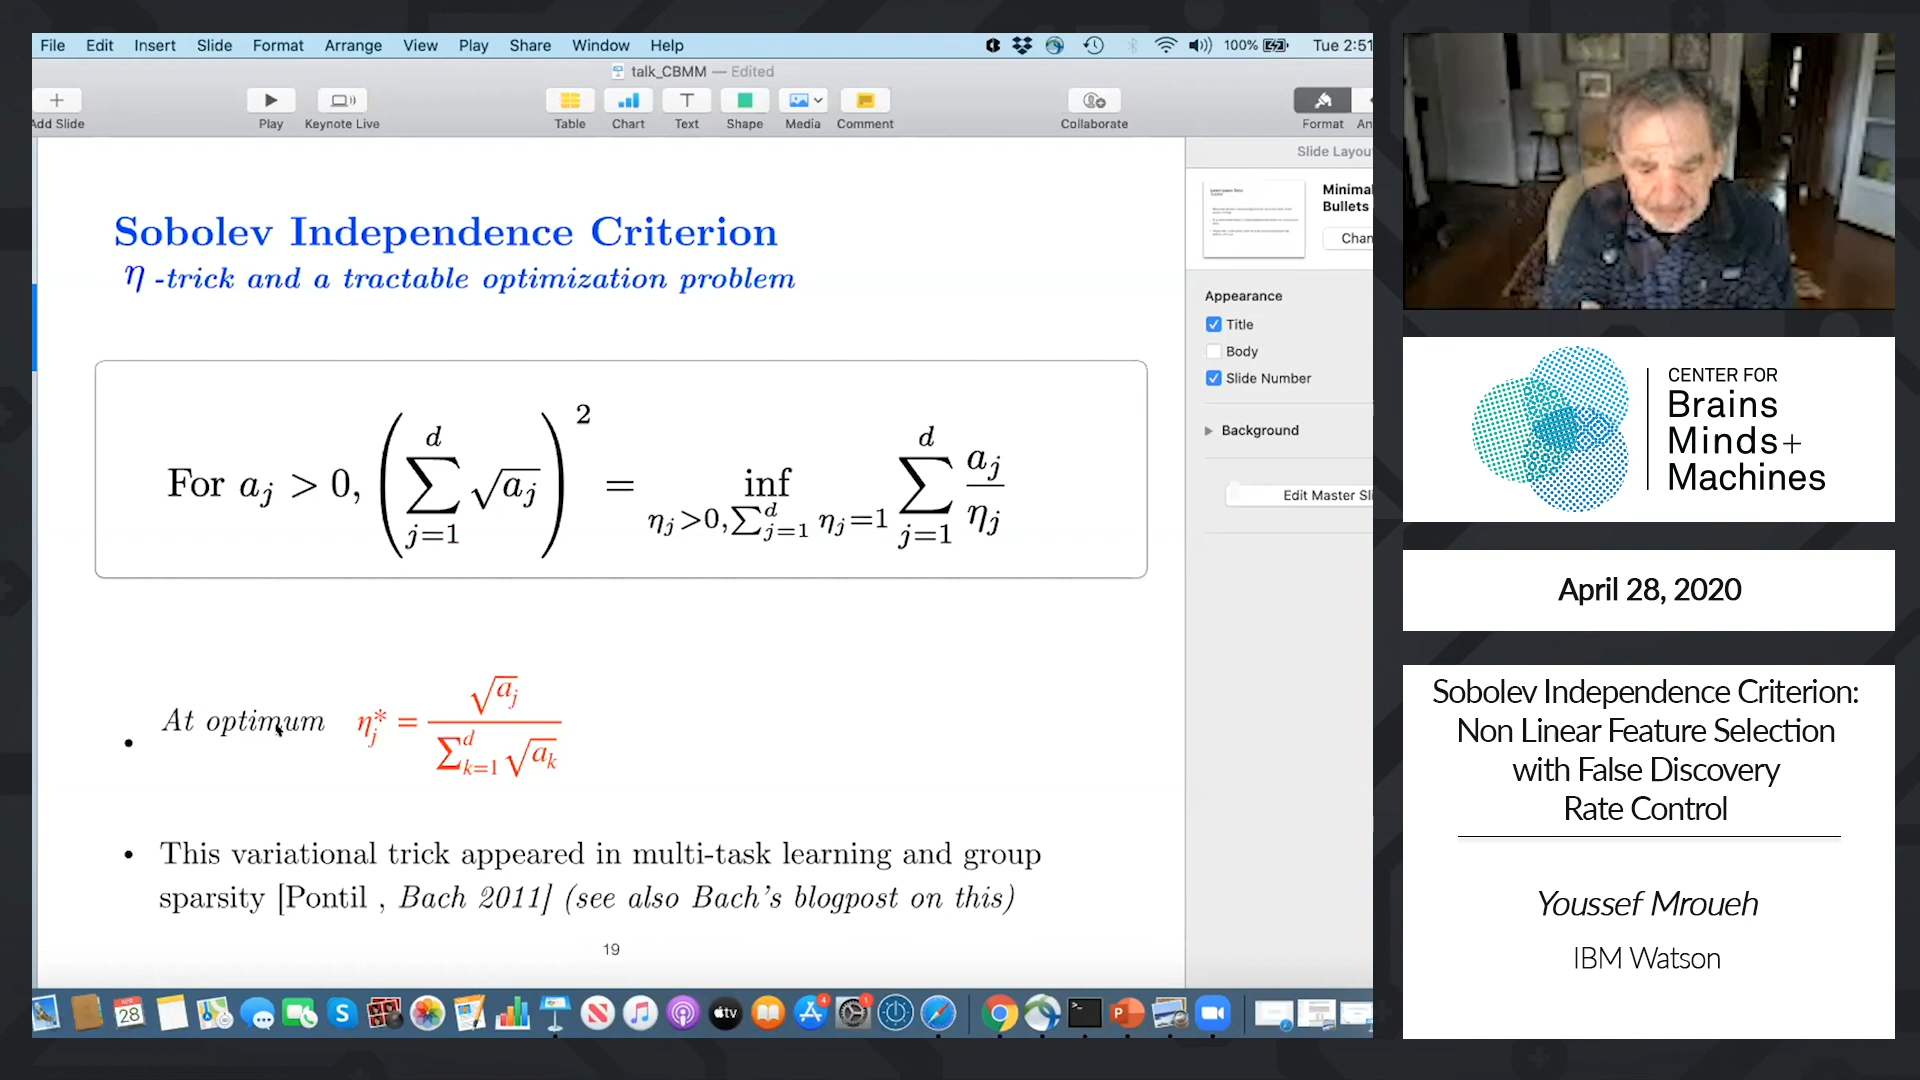 File Edit Insert Slide Format Arrange View Play Share Window Help 100% Tue 2:51
talk_CBMM — Edited
Add Slide Play Keynote Live Table Chart Text Shape Media Comment Collaborate Format An
Slide Layou
Minimal
Bullets
Chan
Sobolev Independence Criterion
η -trick and a tractable optimization problem
Appearance
Title
Body
Slide Number
Background
Edit Master Sli
For a_j > 0, (∑_{j=1}^{d} √a_j)^2 = inf_{η_j>0, ∑_{j=1}^{d} η_j=1} ∑_{j=1}^{d} a_j/η_j
• At optimum η_j^* = √a_j / ∑_{k=1}^{d} √a_k
• This variational trick appeared in multi-task learning and group
sparsity [Pontil , Bach 2011] (see also Bach's blogpost on this)
19
28
tv
CENTER FOR
Brains
Minds+
Machines
April 28, 2020
Sobolev Independence Criterion:
Non Linear Feature Selection
with False Discovery
Rate Control
Youssef Mroueh
IBM Watson